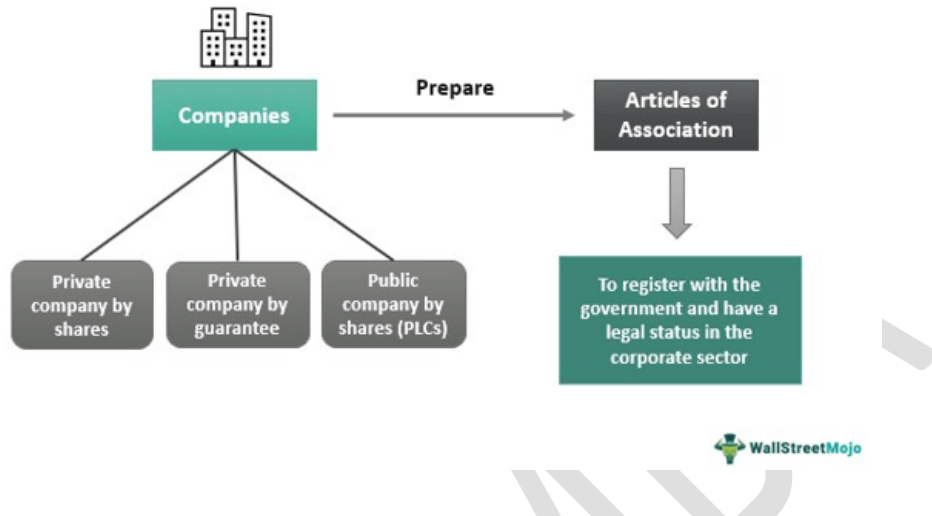 Prepare
Companies
Articles of
Association
Private
company by
shares
Private
company by
guarantee
Public
company by
shares (PLCs)
To register with the
government and have a
legal status in the
corporate sector
WallStreetMojo